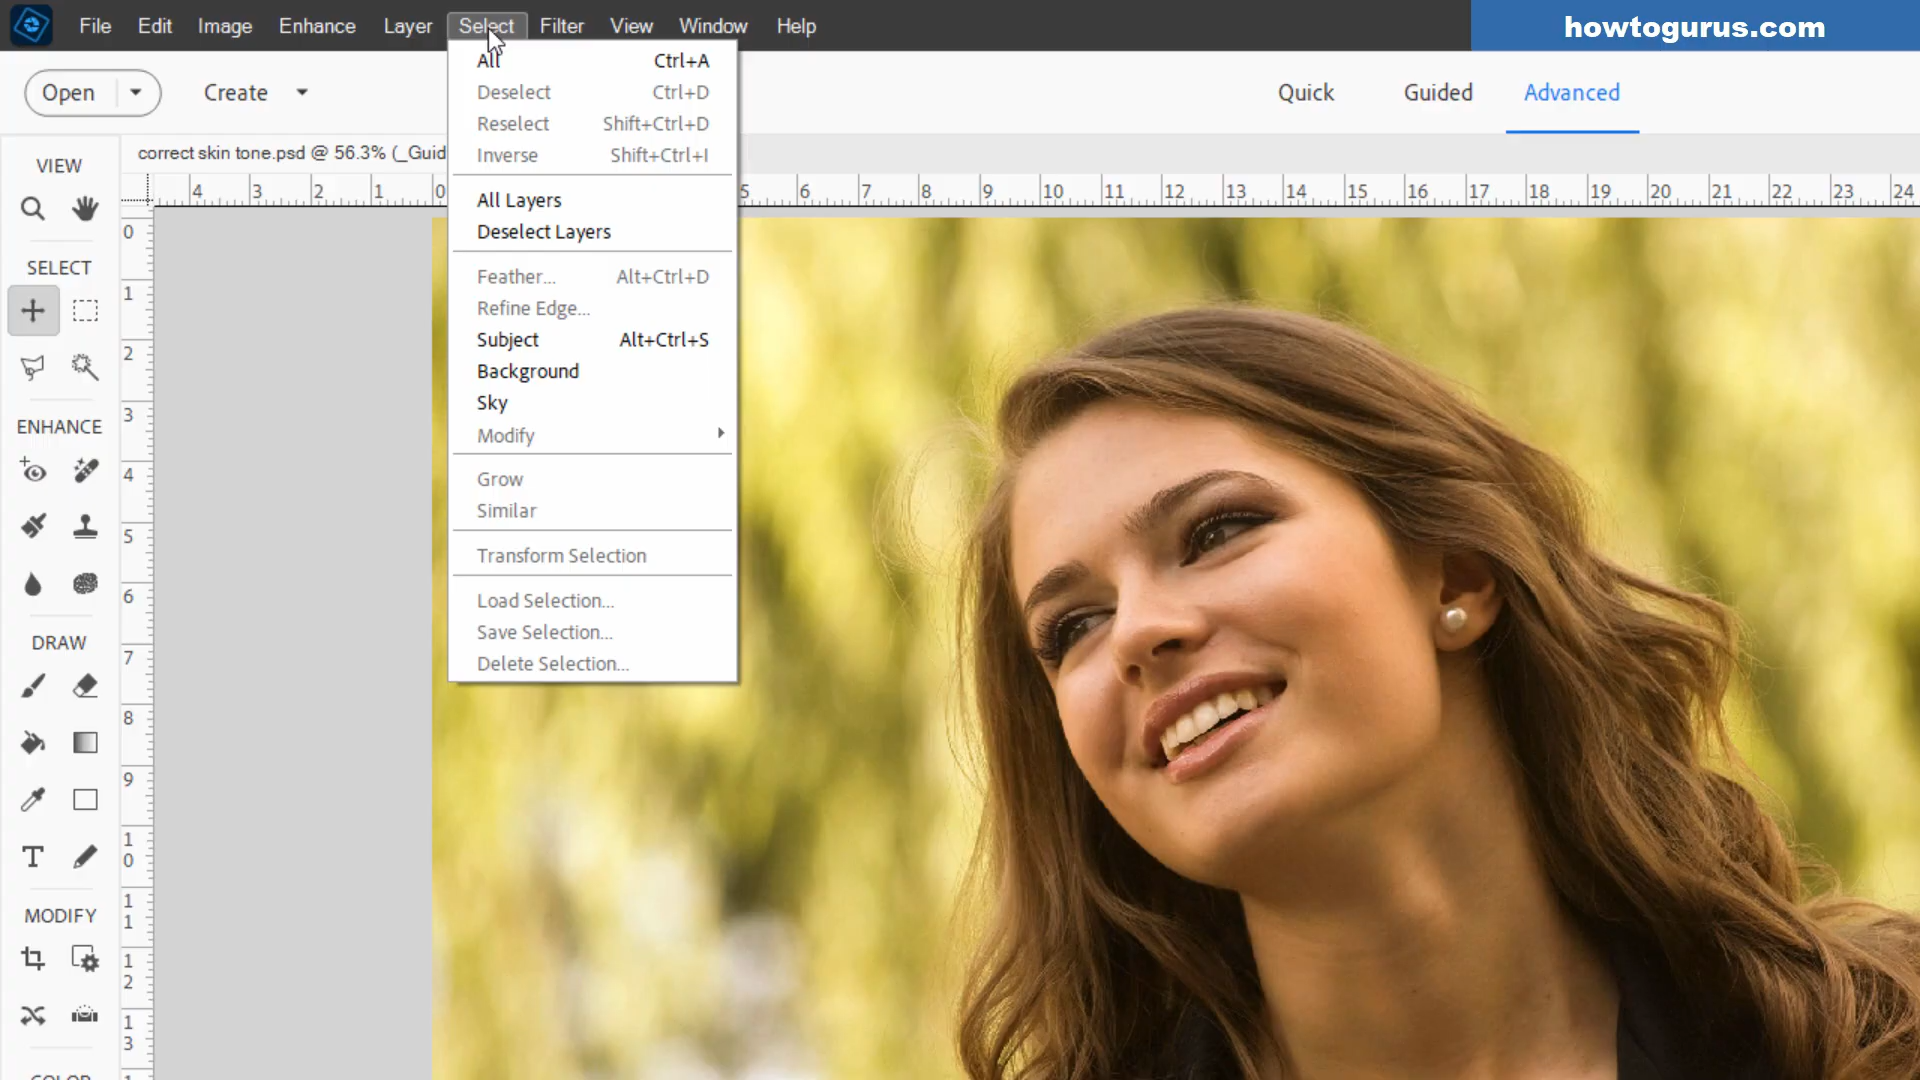 File Edit Image Enhance Layer Select Filter View Window Help
howtogurus.com
Open Create Quick Guided Advanced
correct skin tone.psd @ 56.3% (_Guid
4 3 2 1 0 5 6 7 8 9 10 11 12 13 14 15 16 17 18 19 20 21 22 23 24
All Ctrl+A
Deselect Ctrl+D
Reselect Shift+Ctrl+D
Inverse Shift+Ctrl+I
All Layers
Deselect Layers
Feather... Alt+Ctrl+D
Refine Edge...
Subject Alt+Ctrl+S
Background
Sky
Modify
Grow
Similar
Transform Selection
Load Selection...
Save Selection...
Delete Selection...
VIEW
SELECT
ENHANCE
DRAW
T
MODIFY
0
1
2
3
4
5
6
7
8
9
10
11
12
13